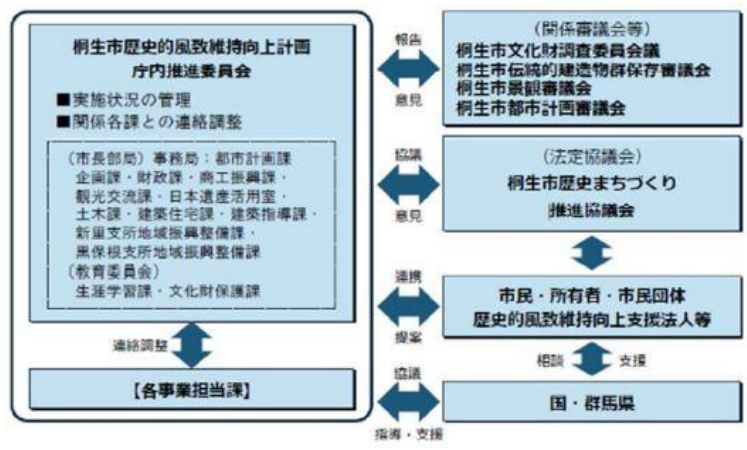 桐生市歴史的風致維持向上計画
庁内推進委員会
■実施状況の管理
■関係各課との連絡調整
(市長部局)事務局:都市計画課
企画課・財政課・商工振興課・
観光交流課・日本遺産活用室・
土木課・建築住宅課・建築指導課・
新里支所地域振興整備課・
黒保根支所地域振興整備課
(教育委員会)
生涯学習課・文化財保護課
連絡調整
【各事業担当課】
報告
意見
協議
意見
連携
提案
協議
指導・支援
(関係審議会等)
桐生市文化財調査委員会議
桐生市伝統的建造物群保存審議会
桐生市景観審議会
桐生市都市計画審議会
(法定協議会)
桐生市歴史まちづくり
推進協議会
市民・所有者・市民団体
歴史的風致維持向上支援法人等
相談
支援
国・群馬県